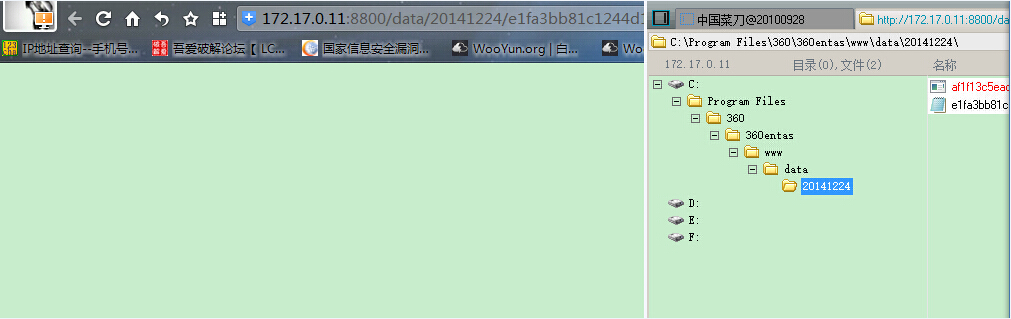 172.17.0.11:8800/data/20141224/e1fa3bb81c1244d1
IP地址查询--手机号...
吾爱破解论坛【 LC...
国家信息安全漏洞...
WooYun.org | 白...
Wo
中国菜刀@20100928
http://172.17.0.11:8800/da
C:\Program Files\360\360entas\www\data\20141224\
172.17.0.11
目录(0),文件(2)
名称
C:
Program Files
360
360entas
www
data
20141224
D:
E:
F:
af1f13c5ead
e1fa3bb81c